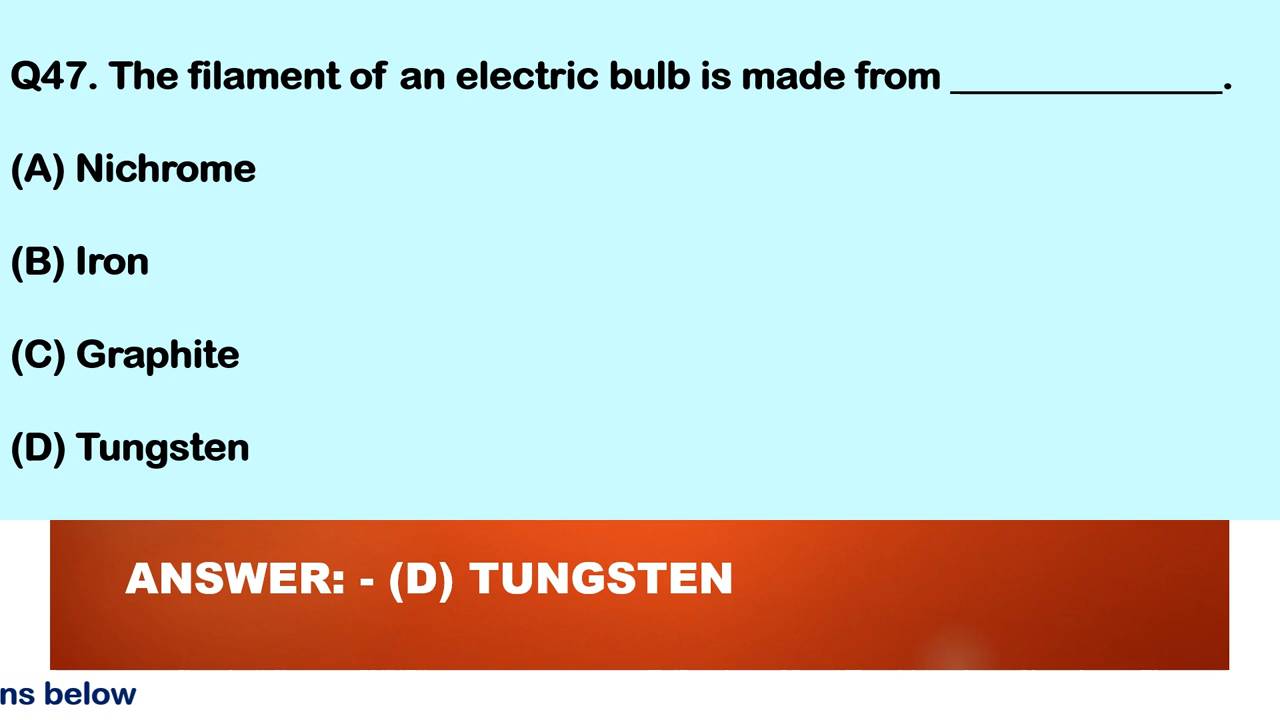 Q47. The filament of an electric bulb is made from ______________.
(A) Nichrome
(B) Iron
(C) Graphite
(D) Tungsten
ANSWER: - (D) TUNGSTEN
ns below